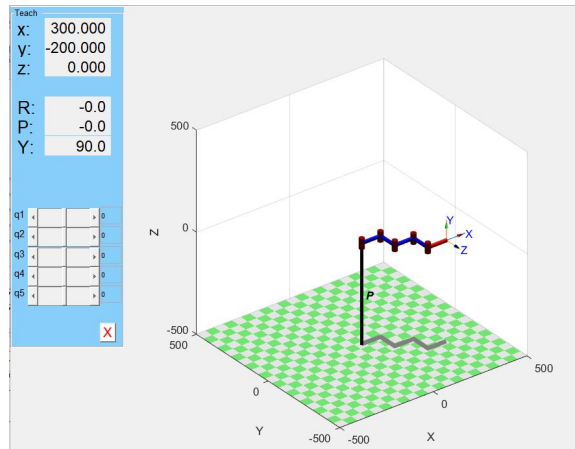 Teach
x: 300.000
y: -200.000
z: 0.000
R: -0.0
P: -0.0
Y: 90.0
q1 0
q2 0
q3 0
q4 0
q5 0
X
500
0
-500
Z
500
0
-500
Y
-500
0
500
X
P
Y
X
Z